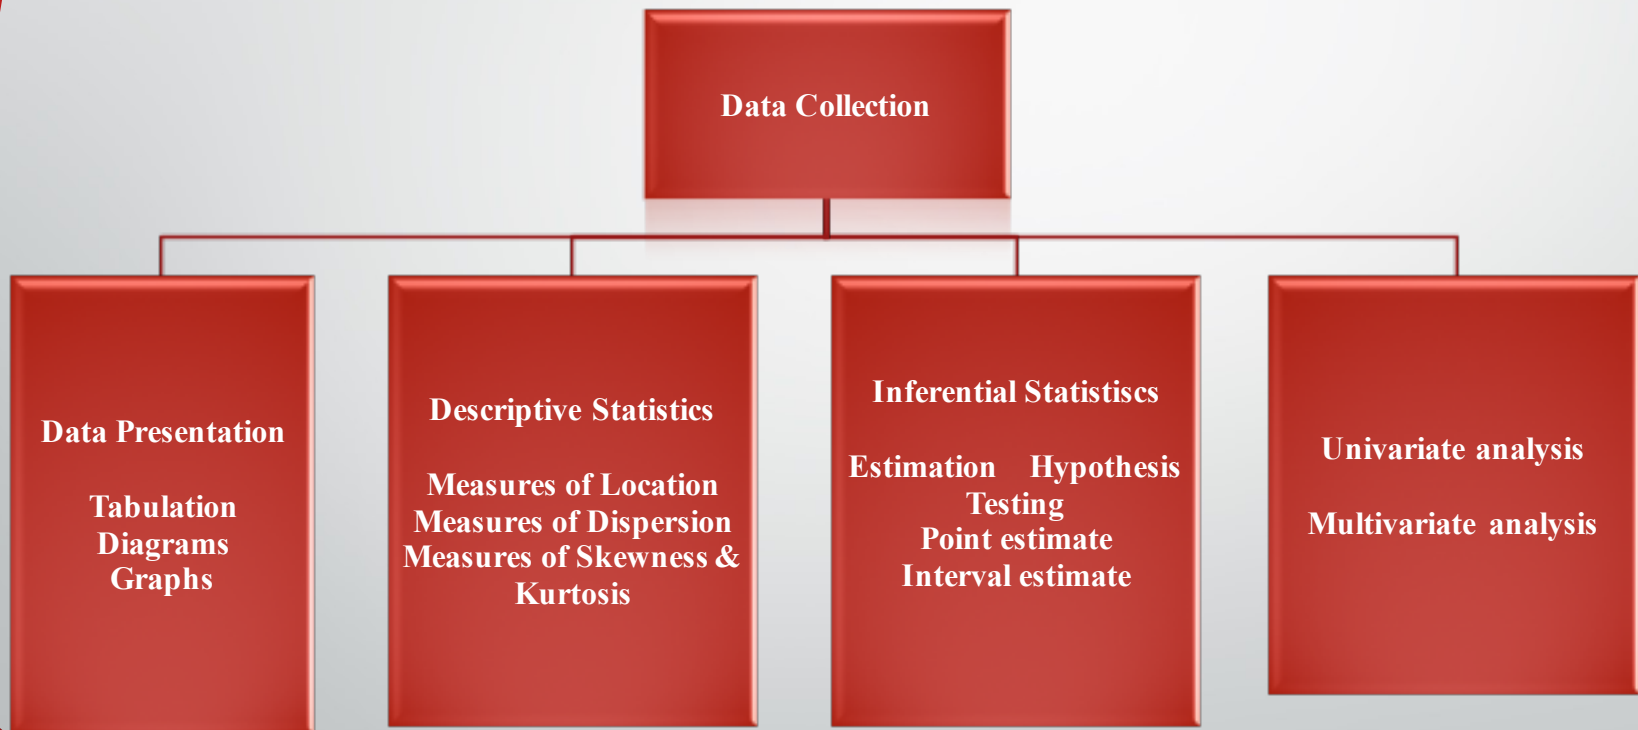 Data Collection
Data Presentation
Tabulation
Diagrams
Graphs
Descriptive Statistics
Measures of Location
Measures of Dispersion
Measures of Skewness &
Kurtosis
Inferential Statistiscs
Estimation Hypothesis
Testing
Point estimate
Interval estimate
Univariate analysis
Multivariate analysis